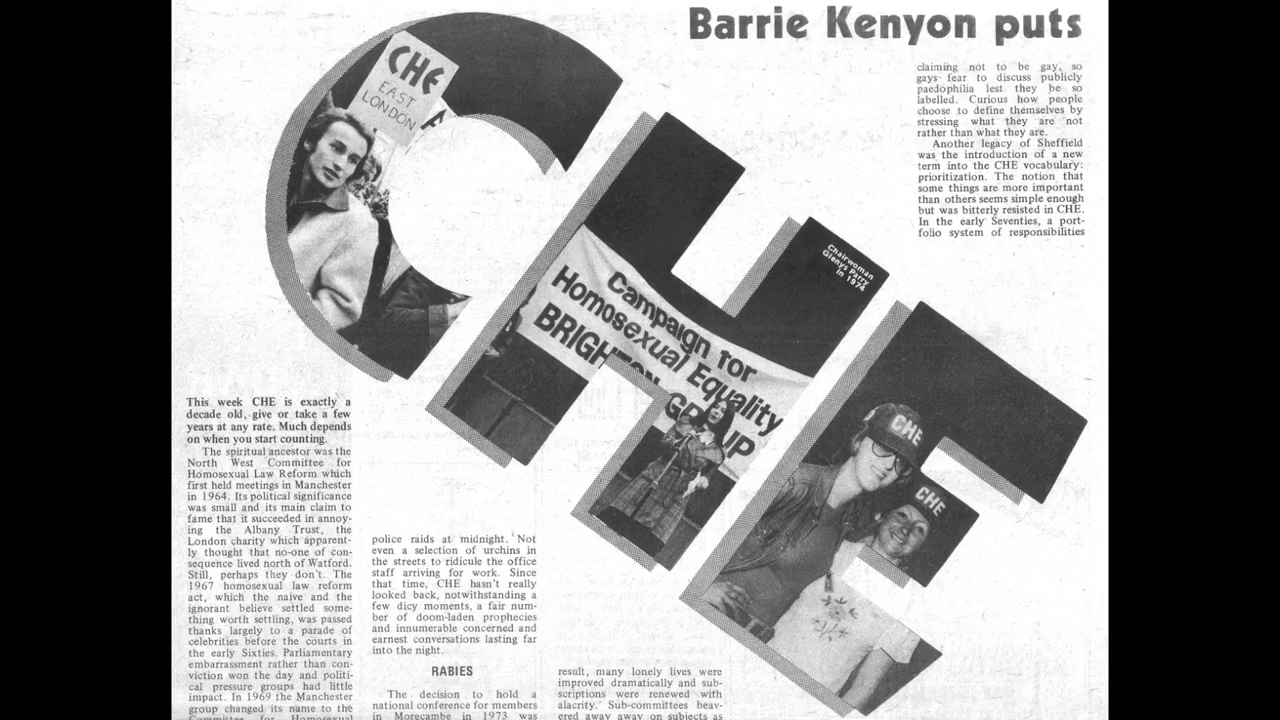 Barrie Kenyon puts
CHE
CHE
EAST
LONDON
A
Campaign for
Homosexual Equality
BRIGHTON
GROUP
Chairwoman
Glenys Parry
in 1974
CHE
CHE
This week CHE is exactly a
decade old, give or take a few
years at any rate. Much depends
on when you start counting.
The spiritual ancestor was the
North West Committee for
Homosexual Law Reform which
first held meetings in Manchester
in 1964. Its political significance
was small and its main claim to
fame that it succeeded in annoy-
ing the Albany Trust, the
London charity which apparent-
ly thought that no-one of con-
sequence lived north of Watford.
Still, perhaps they don't. The
1967 homosexual law reform
act, which the naive and the
ignorant believe settled some-
thing worth settling, was passed
thanks largely to a parade of
celebrities before the courts in
the early Sixties. Parliamentary
embarrassment rather than con-
viction won the day and politi-
cal pressure groups had little
impact. In 1969 the Manchester
group changed its name to the
Committee for Homosexual
police raids at midnight. Not
even a selection of urchins in
the streets to ridicule the office
staff arriving for work. Since
that time, CHE hasn't really
looked back, notwithstanding a
few dicy moments, a fair num-
ber of doom-laden prophecies
and innumerable concerned and
earnest conversations lasting far
into the night.
RABIES
The decision to hold a
national conference for members
in Morecambe in 1973 was
result, many lonely lives were
improved dramatically and sub-
scriptions were renewed with
alacrity. Sub-committees beav-
ered away away on subjects as
claiming not to be gay, so
gays fear to discuss publicly
paedophilia lest they be so
labelled. Curious how people
choose to define themselves by
stressing what they are not
rather than what they are.
Another legacy of Sheffield
was the introduction of a new
term into the CHE vocabulary:
prioritization. The notion that
some things are more important
than others seems simple enough
but was bitterly resisted in CHE.
In the early Seventies, a port-
folio system of responsibilities